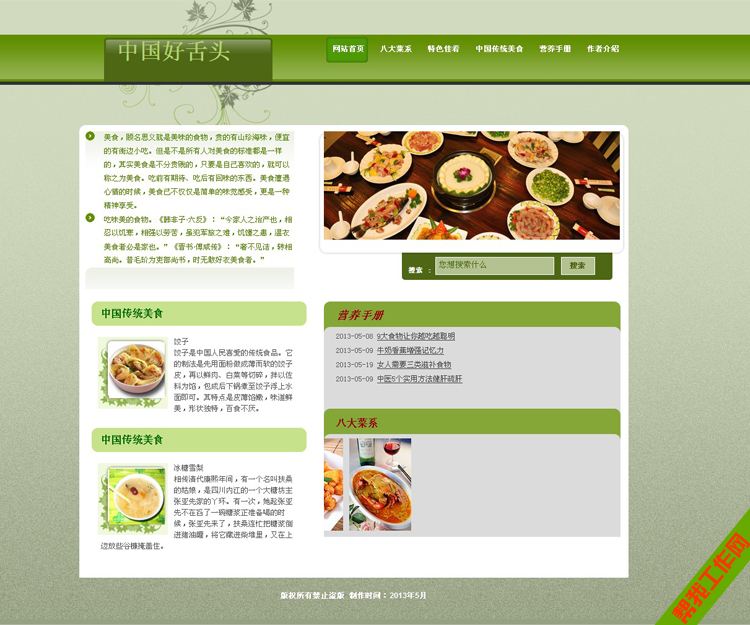 中国好舌头
网站首页 八大菜系 特色佳肴 中国传统美食 营养手册 作者介绍
美食，顾名思义就是美味的食物，贵的有山珍海味，便宜
的有街边小吃。但是不是所有人对美食的标准都是一样
的，其实美食是不分贵贱的，只要是自己喜欢的，就可以
称之为美食。吃前有期待、吃后有回味的东西。美食遭遇
心情的时候，美食已不仅仅是简单的味觉感受，更是一种
精神享受。
吃味美的食物。《韩非子·六反》：“今家人之治产也，相
忍以饥寒，相强以劳苦，虽犯军旅之难，饥馑之患，温衣
美食者必是家也。”《晋书·傅咸传》：“奢不见诘，转相
高尚。昔毛玠为吏部尚书，时无敢好衣美食者。”
搜索 ： 您想搜索什么 搜索
中国传统美食
饺子
饺子是中国人民喜爱的传统食品。它
的制法是先用面粉做成薄而软的饺子
皮，再以鲜肉、白菜等切碎，拌以佐
料为馅，包成后下锅煮至饺子浮上水
面即可。其特点是皮薄馅嫩，味道鲜
美，形状独特，百食不厌。
中国传统美食
冰糖雪梨
相传清代康熙年间，有一个名叫扶桑
的姑娘，是四川内江的一个大糖坊主
张亚先家的丫环。有一次，她趁张亚
先不在舀了一碗糖浆正准备喝的时
候，张亚先来了，扶桑连忙把糖浆倒
进猪油罐，将它藏进柴堆里，又在上
边放些谷糠掩盖住。
营养手册
2013-05-08 9大食物让你越吃越聪明
2013-05-09 牛奶香蕉增强记忆力
2013-05-19 女人需要三类滋补食物
2013-05-09 中医5个实用方法健肝疏肝
八大菜系
版权所有禁止盗版 制作时间：2013年5月
帮我工作网